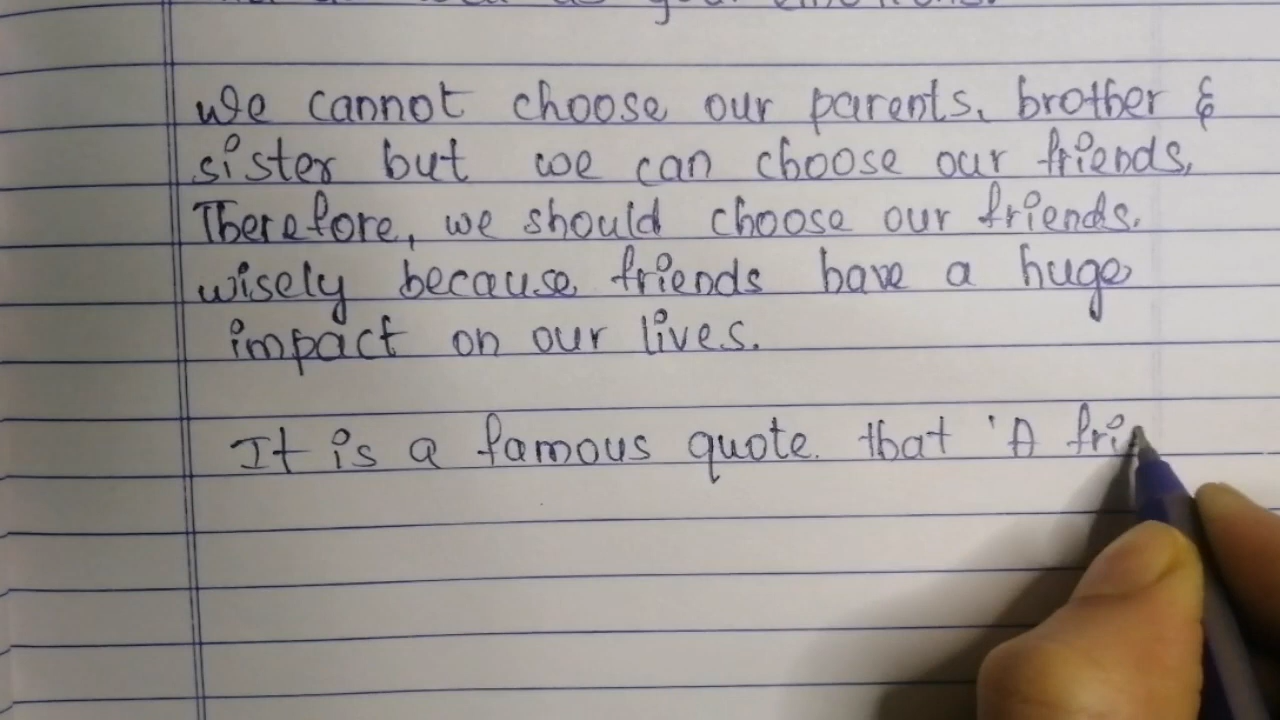 We cannot choose our parents, brother &
sister but we can choose our friends,
Therefore, we should choose our friends.
wisely because friends have a huge
impact on our lives.
It is a famous quote. that 'A fri